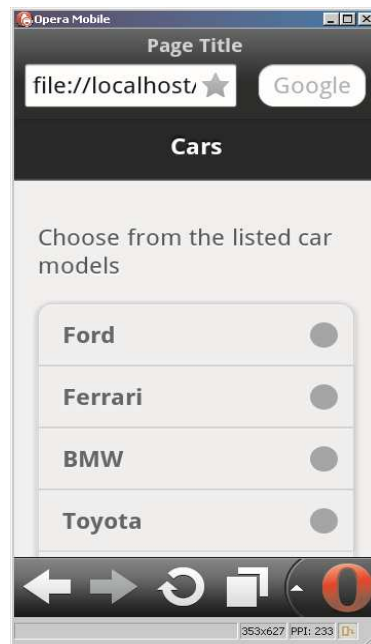 Opera Mobile
Page Title
file://localhost/
Google
Cars
Choose from the listed car
models
Ford
Ferrari
BMW
Toyota
353x627 PPI: 233